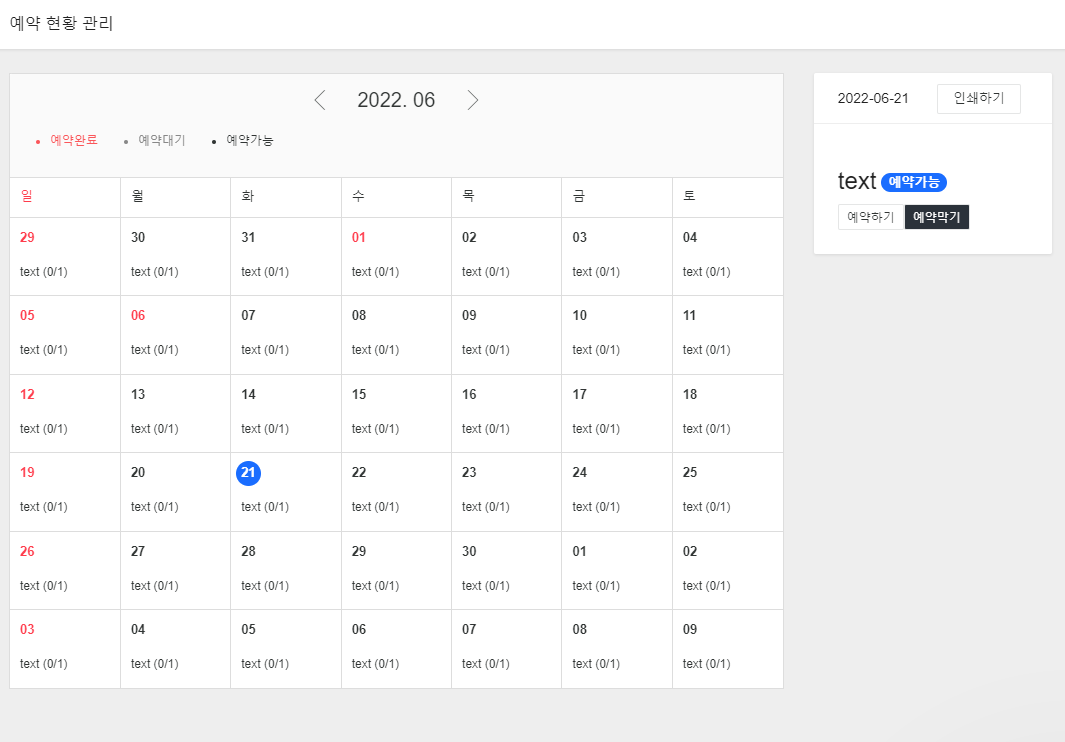 예약 현황 관리
2022. 06
예약완료 예약대기 예약가능
일 월 화 수 목 금 토
29 30 31 01 02 03 04
text (0/1) text (0/1) text (0/1) text (0/1) text (0/1) text (0/1) text (0/1)
05 06 07 08 09 10 11
text (0/1) text (0/1) text (0/1) text (0/1) text (0/1) text (0/1) text (0/1)
12 13 14 15 16 17 18
text (0/1) text (0/1) text (0/1) text (0/1) text (0/1) text (0/1) text (0/1)
19 20 21 22 23 24 25
text (0/1) text (0/1) text (0/1) text (0/1) text (0/1) text (0/1) text (0/1)
26 27 28 29 30 01 02
text (0/1) text (0/1) text (0/1) text (0/1) text (0/1) text (0/1) text (0/1)
03 04 05 06 07 08 09
text (0/1) text (0/1) text (0/1) text (0/1) text (0/1) text (0/1) text (0/1)
2022-06-21 인쇄하기
text 예약가능
예약하기 예약막기